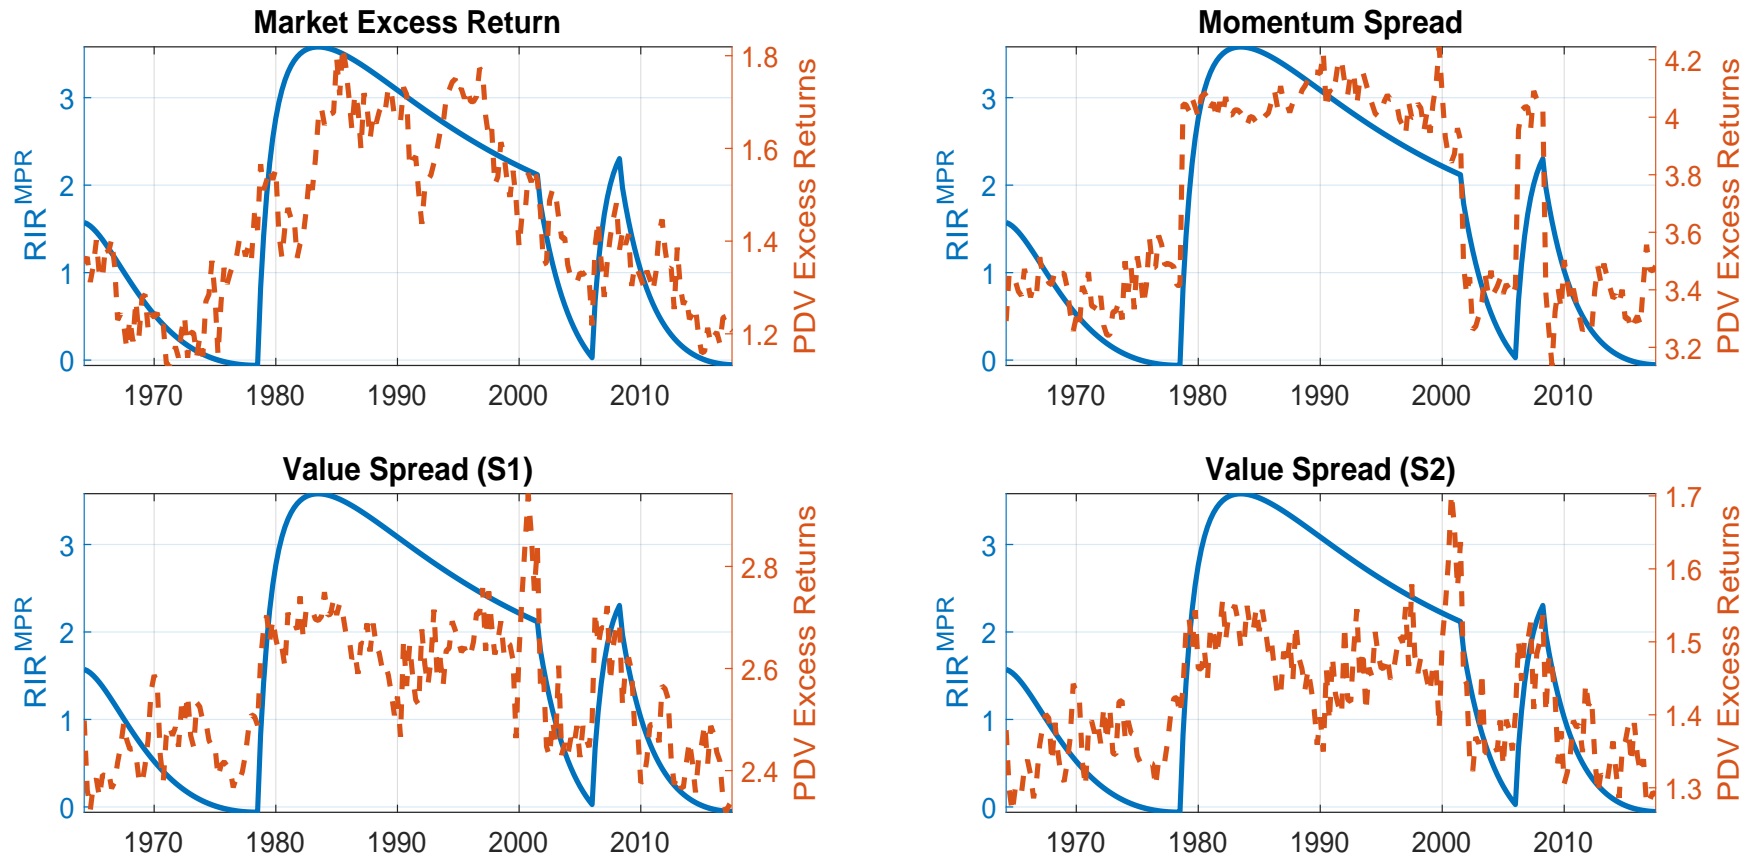 Market Excess Return
3
2
1
0
RIR^MPR
1.8
1.6
1.4
1.2
PDV Excess Returns
1970 1980 1990 2000 2010
Momentum Spread
3
2
1
0
RIR^MPR
4.2
4
3.8
3.6
3.4
3.2
PDV Excess Returns
1970 1980 1990 2000 2010
Value Spread (S1)
3
2
1
0
RIR^MPR
2.8
2.6
2.4
PDV Excess Returns
1970 1980 1990 2000 2010
Value Spread (S2)
3
2
1
0
RIR^MPR
1.7
1.6
1.5
1.4
1.3
PDV Excess Returns
1970 1980 1990 2000 2010